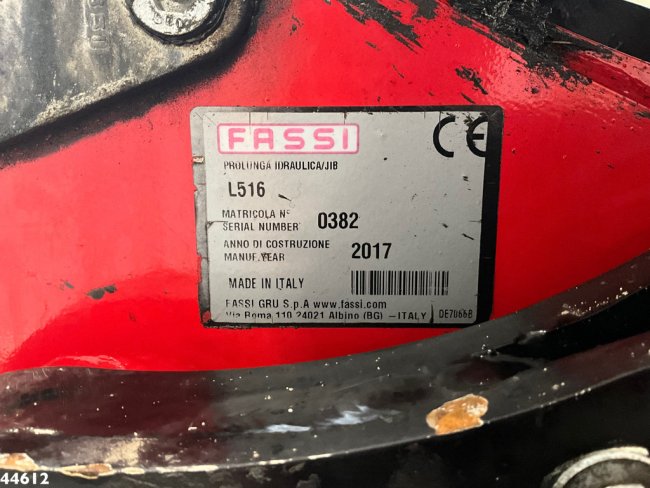 FASSI
CE
PROLUNGA IDRAULICA/JIB
L516
MATRICOLA N°
SERIAL NUMBER 0382
ANNO DI COSTRUZIONE
MANUF.YEAR 2017
MADE IN ITALY
FASSI GRU S.p.A www.fassi.com
Via Roma 110 24021 Albino (BG) –ITALY DE7066B
44612